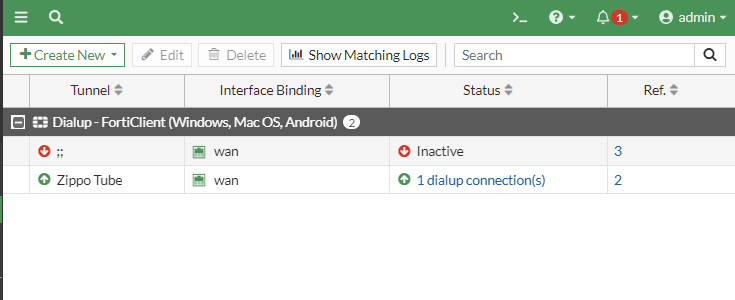 1 admin
Create New Edit Delete Show Matching Logs Search
Tunnel Interface Binding Status Ref.
Dialup - FortiClient (Windows, Mac OS, Android) 2
;; wan Inactive 3
Zippo Tube wan 1 dialup connection(s) 2